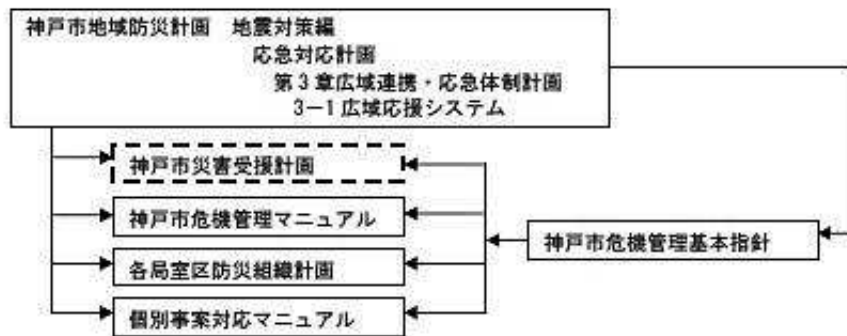 神戸市地域防災計画　地震対策編
応急対応計画
第3章広域連携・応急体制計画
3－1広域応援システム
神戸市災害受援計画
神戸市危機管理マニュアル
各局室区防災組織計画
個別事案対応マニュアル
神戸市危機管理基本指針